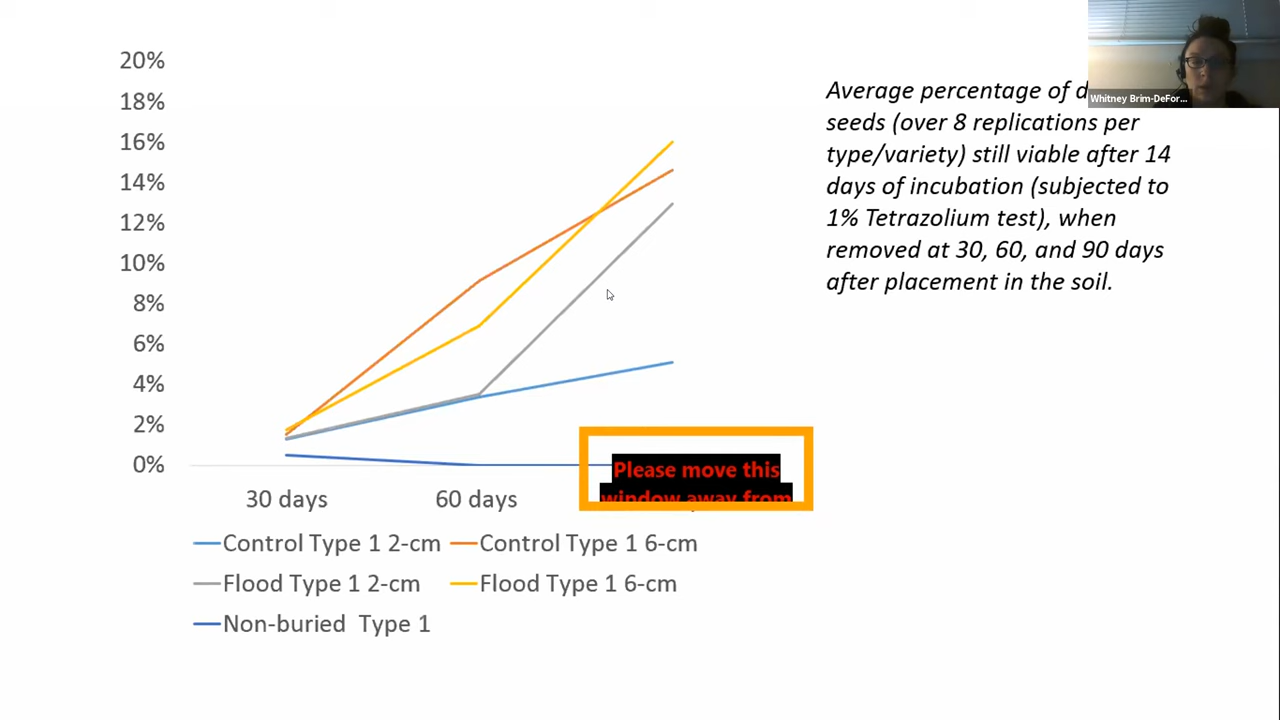 20%
18%
16%
14%
12%
10%
8%
6%
4%
2%
0%
30 days
60 days
Please move this
window away from
Control Type 1 2-cm
Control Type 1 6-cm
Flood Type 1 2-cm
Flood Type 1 6-cm
Non-buried Type 1
Average percentage of
seeds (over 8 replications per
type/variety) still viable after 14
days of incubation (subjected to
1% Tetrazolium test), when
removed at 30, 60, and 90 days
after placement in the soil.
Whitney Brim-DeFor...